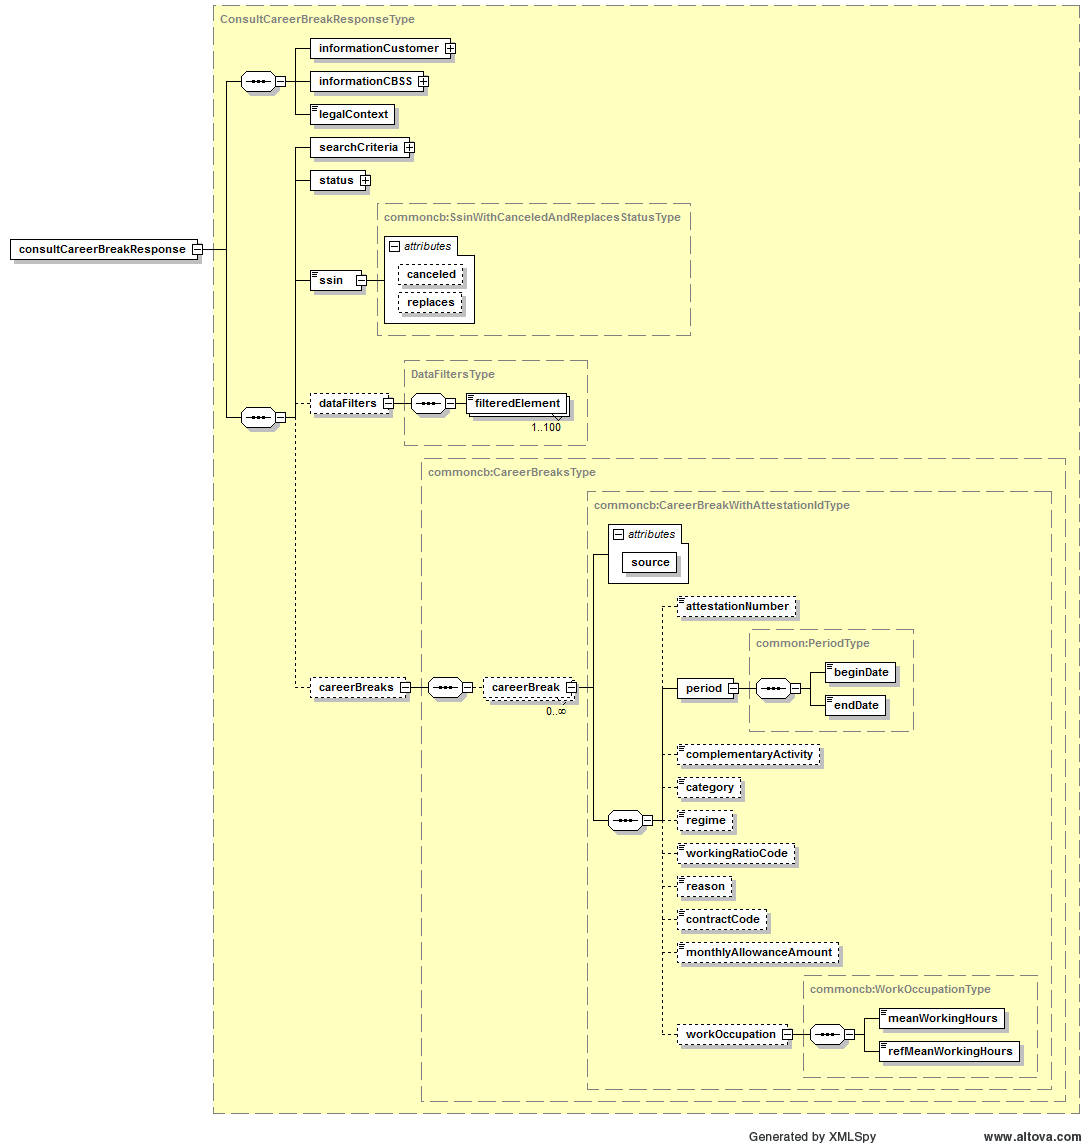 ConsultCareerBreakResponseType
informationCustomer
informationCBSS
legalContext
searchCriteria
status
commoncb:SsinWithCanceledAndReplacesStatusType
attributes
consultCareerBreakResponse
canceled
ssin
replaces
DataFiltersType
dataFilters
filteredElement
1..100
commoncb:CareerBreaksType
commoncb:CareerBreakWithAttestationIdType
attributes
source
attestationNumber
common:PeriodType
beginDate
careerBreaks
careerBreak
period
endDate
0..∞
complementaryActivity
category
regime
workingRatioCode
reason
contractCode
monthlyAllowanceAmount
commoncb:WorkOccupationType
meanWorkingHours
workOccupation
refMeanWorkingHours
Generated by XMLSpy
www.altova.com